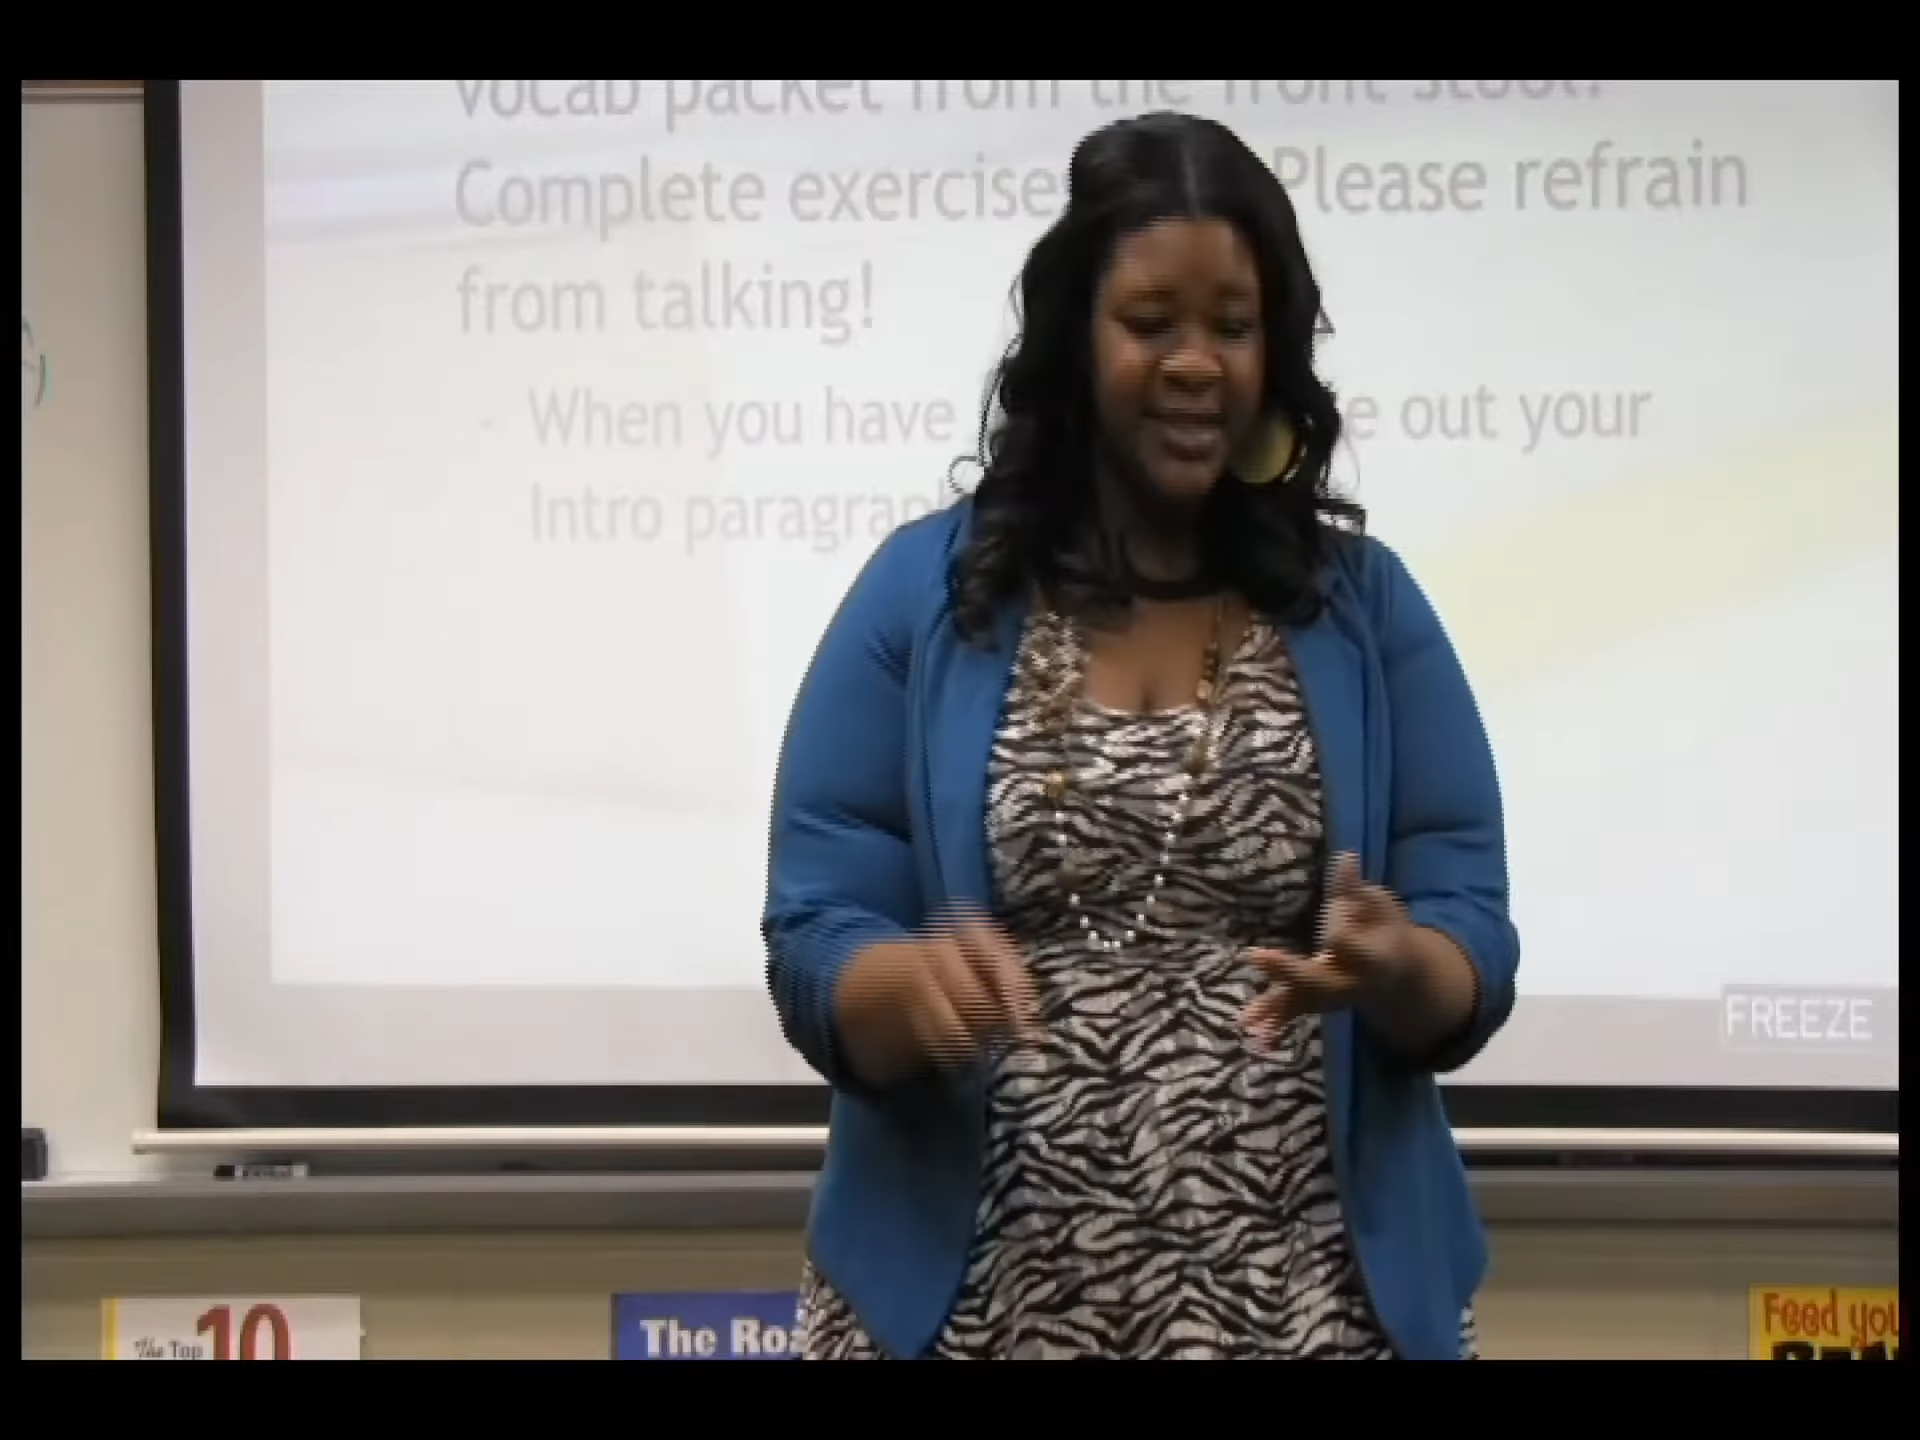 vocab packet from the front stool.
Complete exercises Please refrain
from talking!
- When you have out your
Intro paragraph
FREEZE
The Top 10
The Roa
Feed you